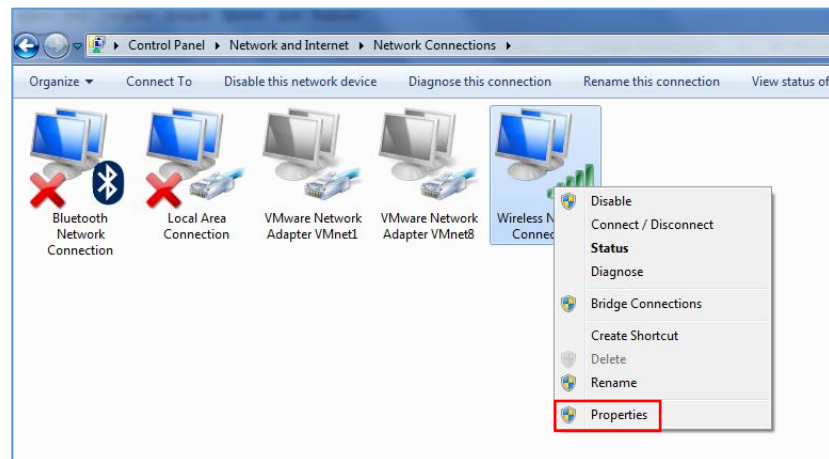 Control Panel ▸ Network and Internet ▸ Network Connections ▸
Organize Connect To Disable this network device Diagnose this connection Rename this connection View status of
Bluetooth
Network
Connection
Local Area
Connection
VMware Network
Adapter VMnet1
VMware Network
Adapter VMnet8
Wireless N
Connec
Disable
Connect / Disconnect
Status
Diagnose
Bridge Connections
Create Shortcut
Delete
Rename
Properties